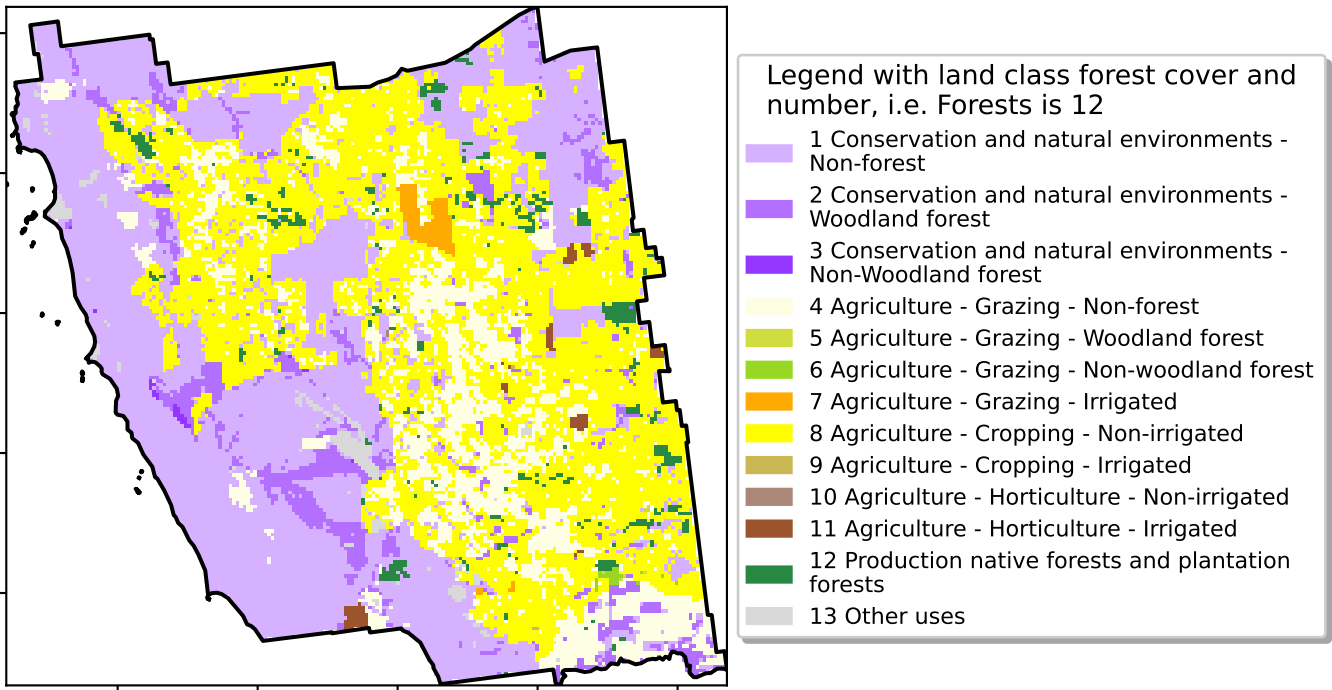 Legend with land class forest cover and
number, i.e. Forests is 12
1 Conservation and natural environments -
Non-forest
2 Conservation and natural environments -
Woodland forest
3 Conservation and natural environments -
Non-Woodland forest
4 Agriculture - Grazing - Non-forest
5 Agriculture - Grazing - Woodland forest
6 Agriculture - Grazing - Non-woodland forest
7 Agriculture - Grazing - Irrigated
8 Agriculture - Cropping - Non-irrigated
9 Agriculture - Cropping - Irrigated
10 Agriculture - Horticulture - Non-irrigated
11 Agriculture - Horticulture - Irrigated
12 Production native forests and plantation
forests
13 Other uses